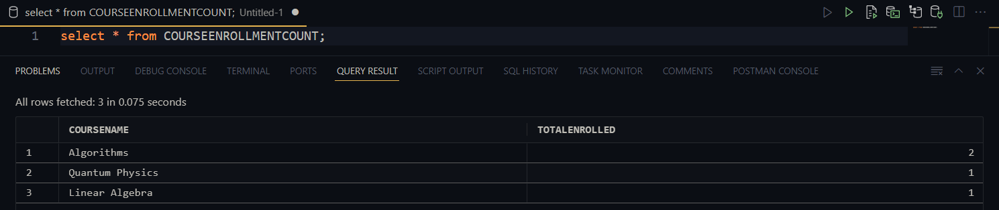 select * from COURSEENROLLMENTCOUNT; Untitled-1
1 select * from COURSEENROLLMENTCOUNT;
PROBLEMS OUTPUT DEBUG CONSOLE TERMINAL PORTS QUERY RESULT SCRIPT OUTPUT SQL HISTORY TASK MONITOR COMMENTS POSTMAN CONSOLE
All rows fetched: 3 in 0.075 seconds
COURSENAME TOTALENROLLED
1 Algorithms 2
2 Quantum Physics 1
3 Linear Algebra 1